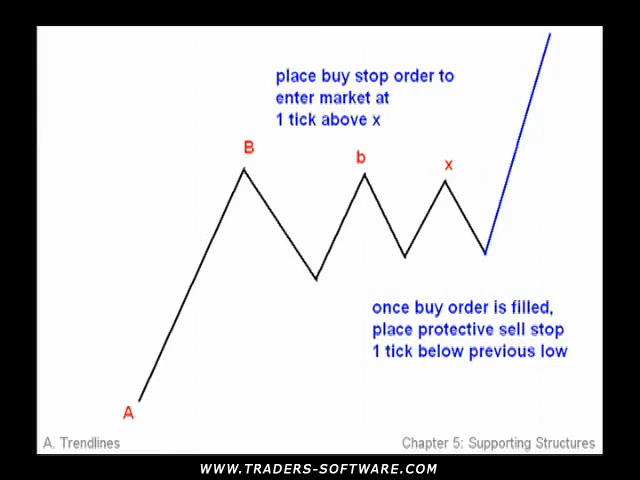 place buy stop order to
enter market at
1 tick above x
B
b
x
once buy order is filled,
place protective sell stop
1 tick below previous low
A
A. Trendlines
Chapter 5: Supporting Structures
WWW.TRADERS-SOFTWARE.COM